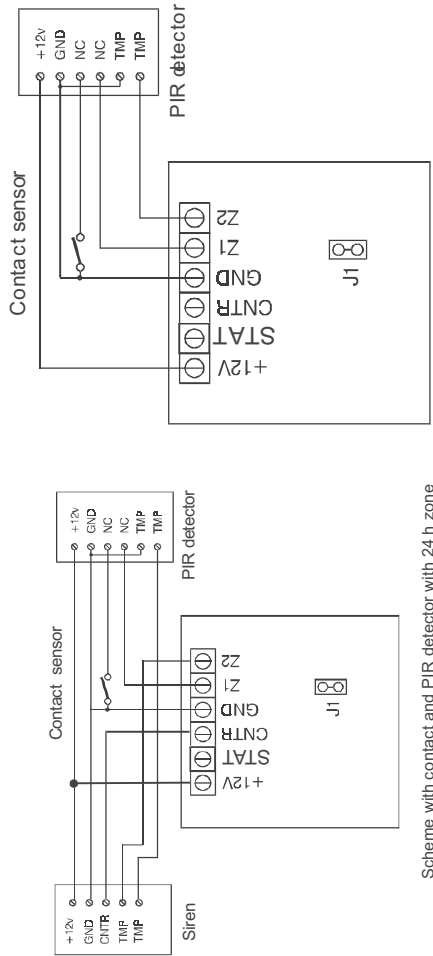 Contact sensor
+12v
GND
CNTR
TMP
TMP
Siren
+12v
GND
NC
NC
TMP
TMP
PIR detector
+12V
STAT
CNTR
GND
Z1
Z2
J1
Scheme with contact and PIR detector with 24 h zone
Contact sensor
+12v
GND
NC
NC
TMP
TMP
PIR detector
+12V
STAT
CNTR
GND
Z1
Z2
J1